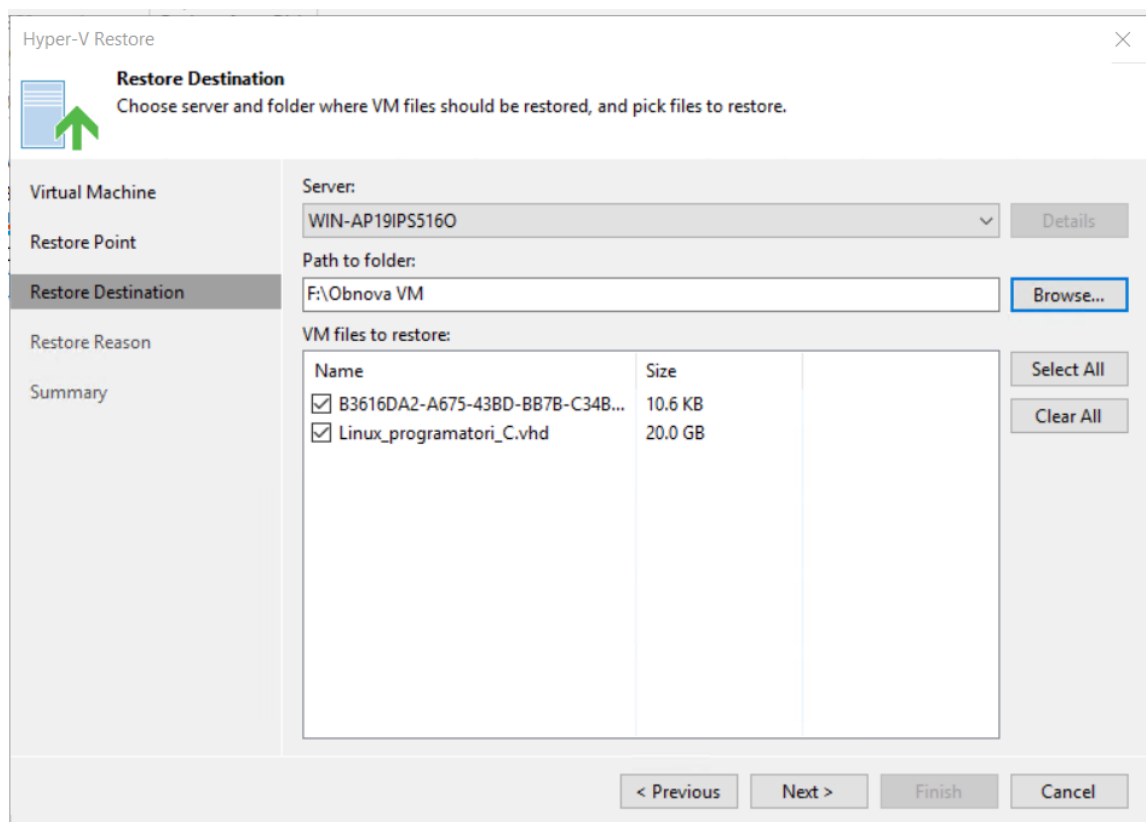 Hyper-V Restore
Restore Destination
Choose server and folder where VM files should be restored, and pick files to restore.
Virtual Machine
Restore Point
Restore Destination
Restore Reason
Summary
Server:
WIN-AP19IPS516O
Details
Path to folder:
F:\Obnova VM
Browse...
VM files to restore:
Name Size
B3616DA2-A675-43BD-BB7B-C34B... 10.6 KB
Linux_programatori_C.vhd 20.0 GB
Select All
Clear All
< Previous Next > Finish Cancel